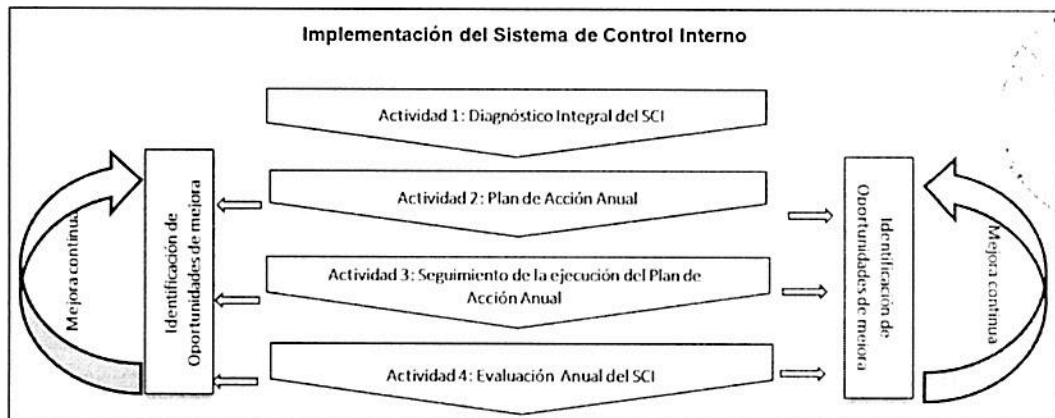 Implementación del Sistema de Control Interno
Actividad 1: Diagnóstico Integral del SCI
Actividad 2: Plan de Acción Anual
Actividad 3: Seguimiento de la ejecución del Plan de
Acción Anual
Actividad 4: Evaluación Anual del SCI
Mejora continua
Identificación de
Oportunidades de mejora
Identificación de
Oportunidades de mejora
Mejora continua